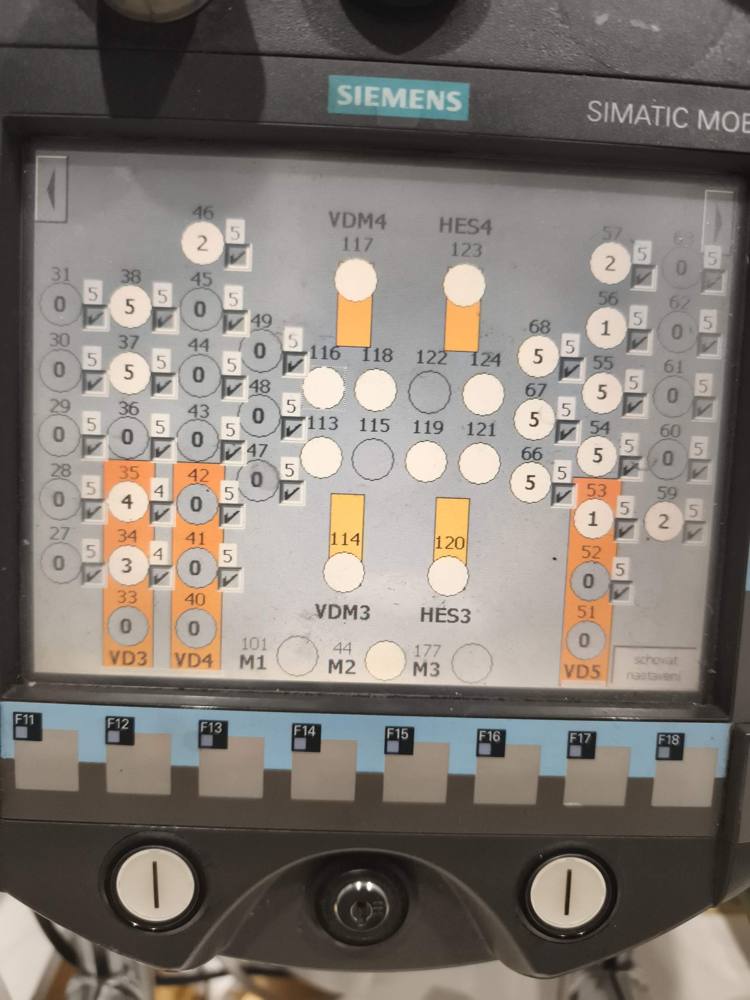 SIEMENS
SIMATIC MOB
46
2 5
VDM4 HES4
117 123
57
2 5
63
0 5
31 38 45
0 5 5 5 0 5
56 62
1 5 0 5
49
0 5
68
5 5
30 37 44
0 5 5 5 0 5
116 118 122 124
55 61
5 5 0 5
48
0 5
67
5 5
29 36 43
0 5 0 5 0 5
113 115 119 121
54 60
5 5 0 5
47
0 5
66
5 5
28 35 42
0 5 4 4 0 5
53 59
1 5 2 5
27 34 41
0 5 3 4 0 5
114 120
52
0 5
33 40
0 0
VDM3 HES3
51
0
VD3 VD4
101 44 177
M1 M2 M3
VD5
schovat
nastavení
F11 F12 F13 F14 F15 F16 F17 F18